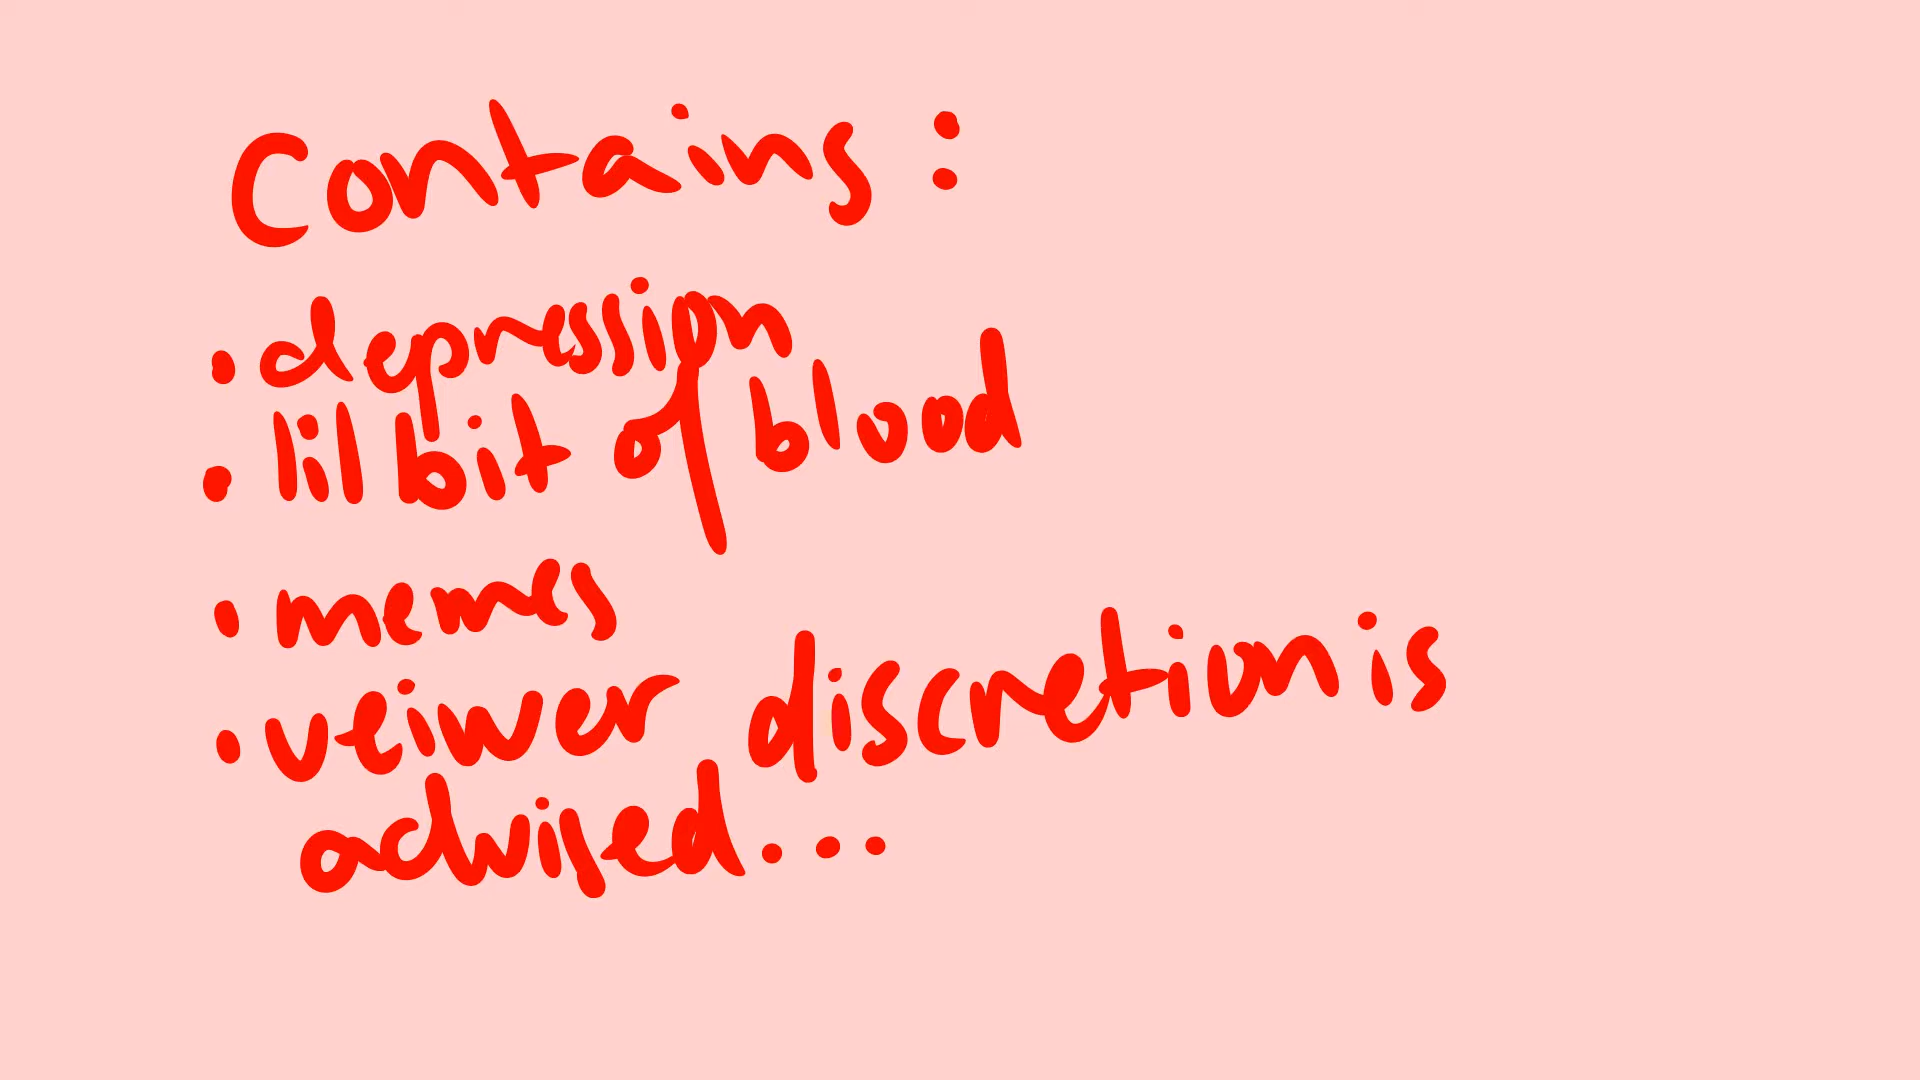 Contains :
• depression
• lil bit of blood
• memes
• veiwer discretion is
advised...